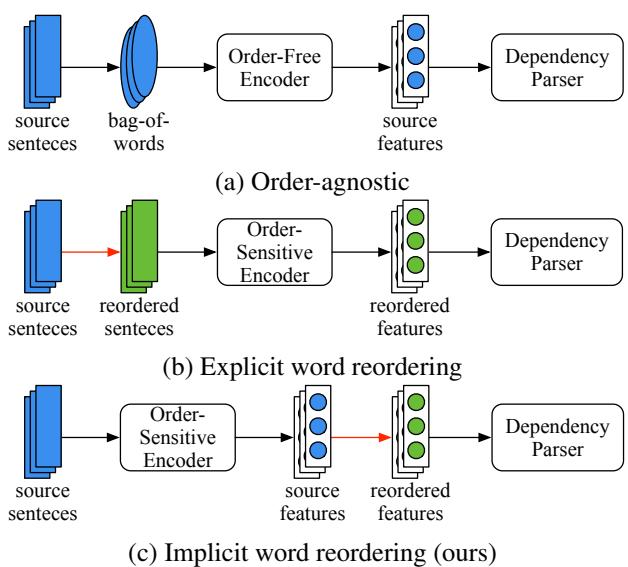 Order-Free
Encoder
Dependency
Parser
source
senteces
bag-of-
words
source
features
(a) Order-agnostic
Order-
Sensitive
Encoder
Dependency
Parser
source
senteces
reordered
senteces
reordered
features
(b) Explicit word reordering
Order-
Sensitive
Encoder
Dependency
Parser
source
senteces
source
features
reordered
features
(c) Implicit word reordering (ours)